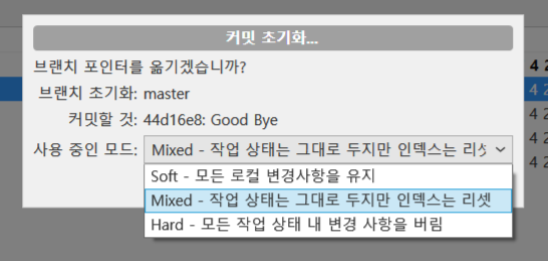 커밋 초기화...
브랜치 포인터를 옮기겠습니까?
브랜치 초기화: master
커밋할 것: 44d16e8: Good Bye
사용 중인 모드: Mixed - 작업 상태는 그대로 두지만 인덱스는 리셋
Soft - 모든 로컬 변경사항을 유지
Mixed - 작업 상태는 그대로 두지만 인덱스는 리셋
Hard - 모든 작업 상태 내 변경 사항을 버림
4 2
4 2
4 2
4 2
4 2